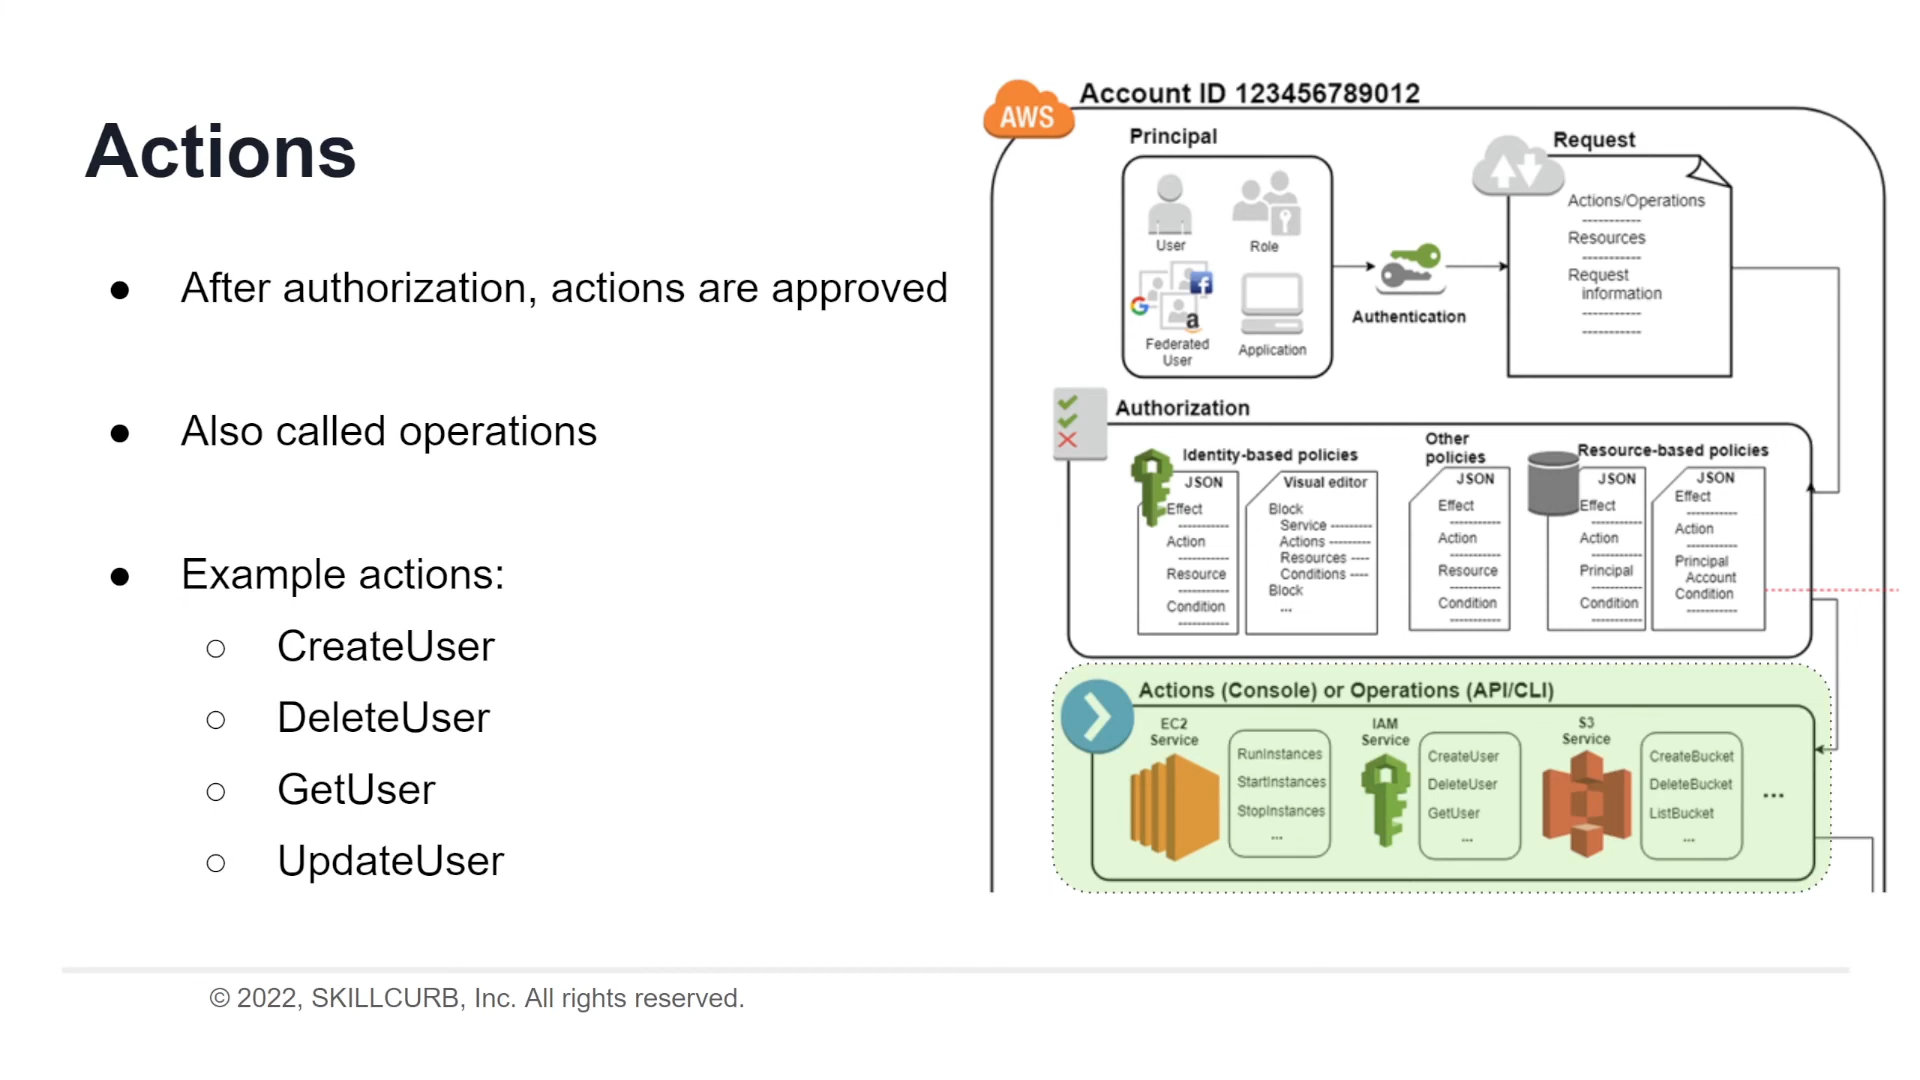 Actions
● After authorization, actions are approved
● Also called operations
● Example actions:
○ CreateUser
○ DeleteUser
○ GetUser
○ UpdateUser
AWS
Account ID 123456789012
Principal
User
Role
Federated
User
Application
G
f
a
Authentication
Request
Actions/Operations
-----------
Resources
-----------
Request
information
-----------
-----------
Authorization
Identity-based policies
JSON
Effect
-----------
Action
-----------
Resource
-----------
Condition
-----------
Visual editor
Block
Service ---------
Actions ---------
Resources ----
Conditions ----
Block
...
Other
policies
JSON
Effect
-----------
Action
-----------
Resource
-----------
Condition
-----------
Resource-based policies
JSON
Effect
-----------
Action
-----------
Principal
-----------
Condition
-----------
JSON
Effect
-----------
Action
-----------
Principal
Account
Condition
-----------
Actions (Console) or Operations (API/CLI)
EC2
Service
RunInstances
StartInstances
StopInstances
...
IAM
Service
CreateUser
DeleteUser
GetUser
...
S3
Service
CreateBucket
DeleteBucket
ListBucket
...
...
© 2022, SKILLCURB, Inc. All rights reserved.